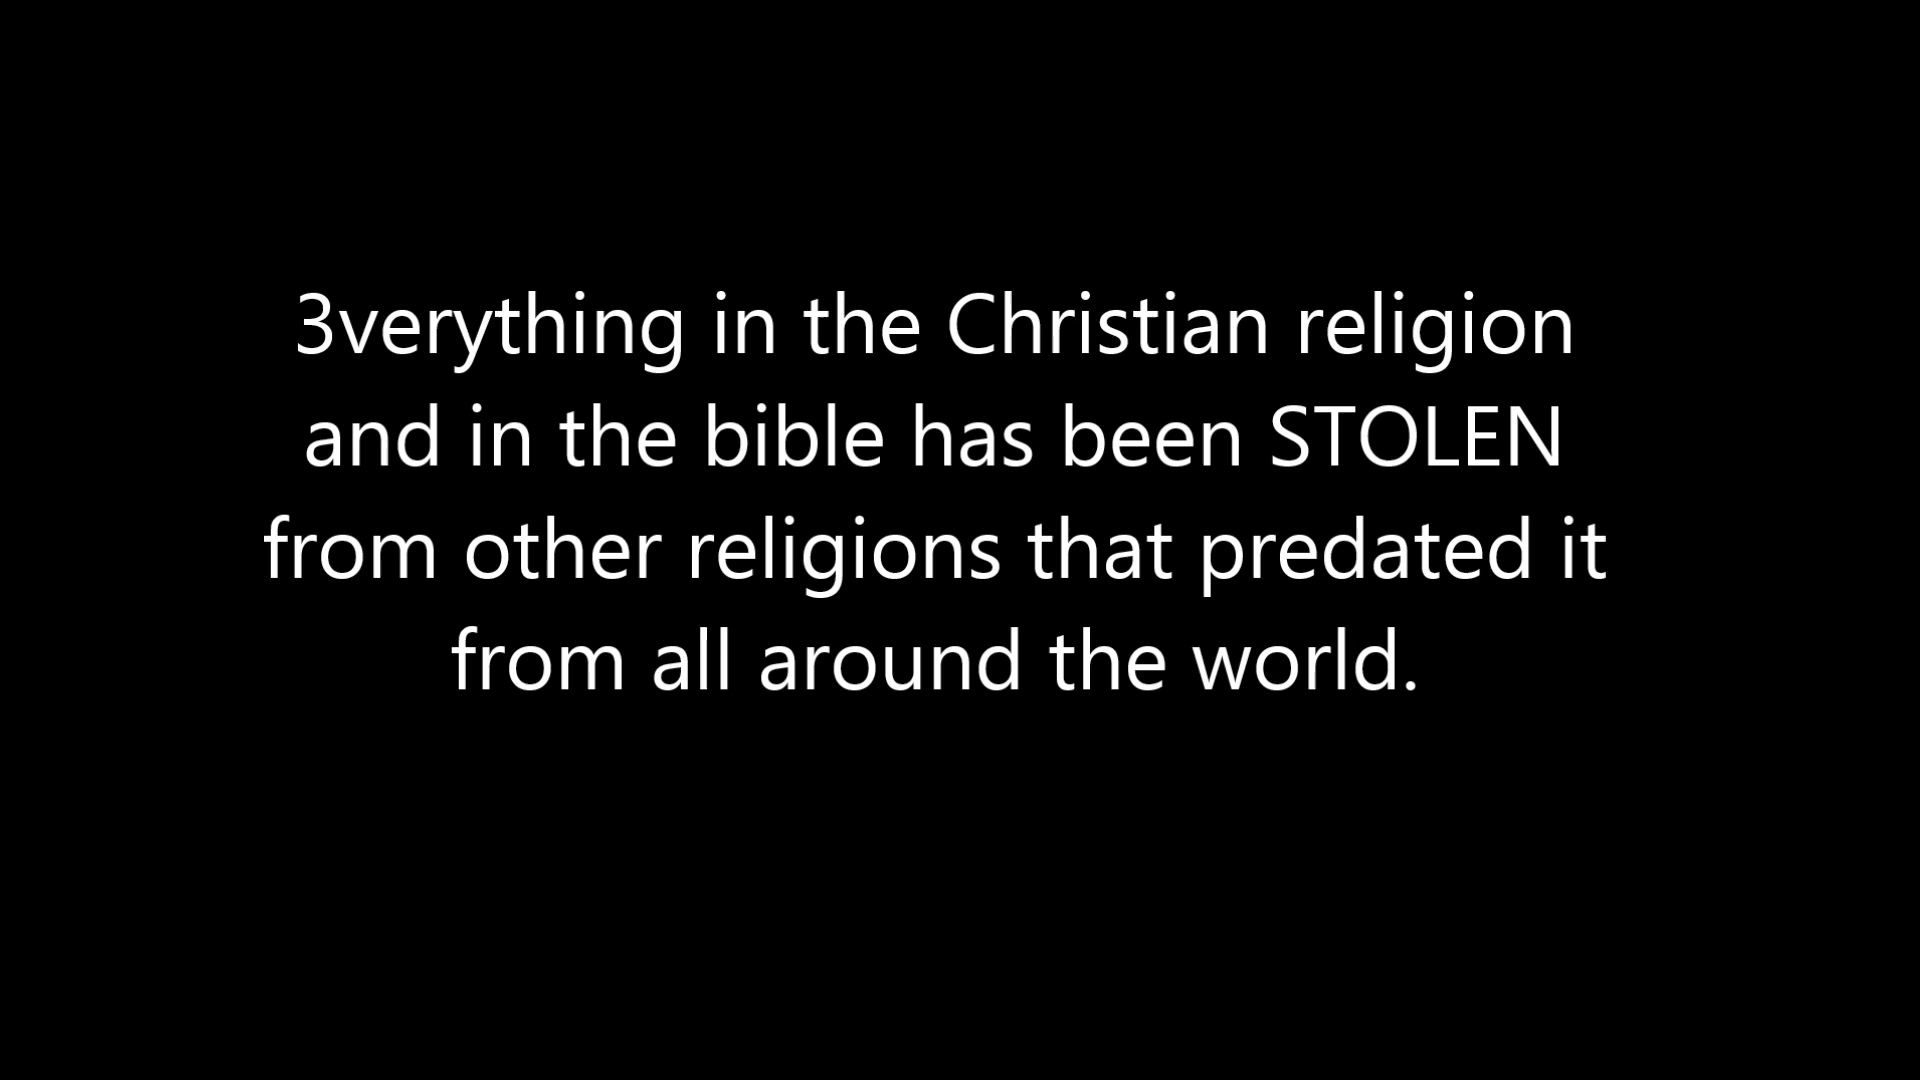 3verything in the Christian religion
and in the bible has been STOLEN
from other religions that predated it
from all around the world.